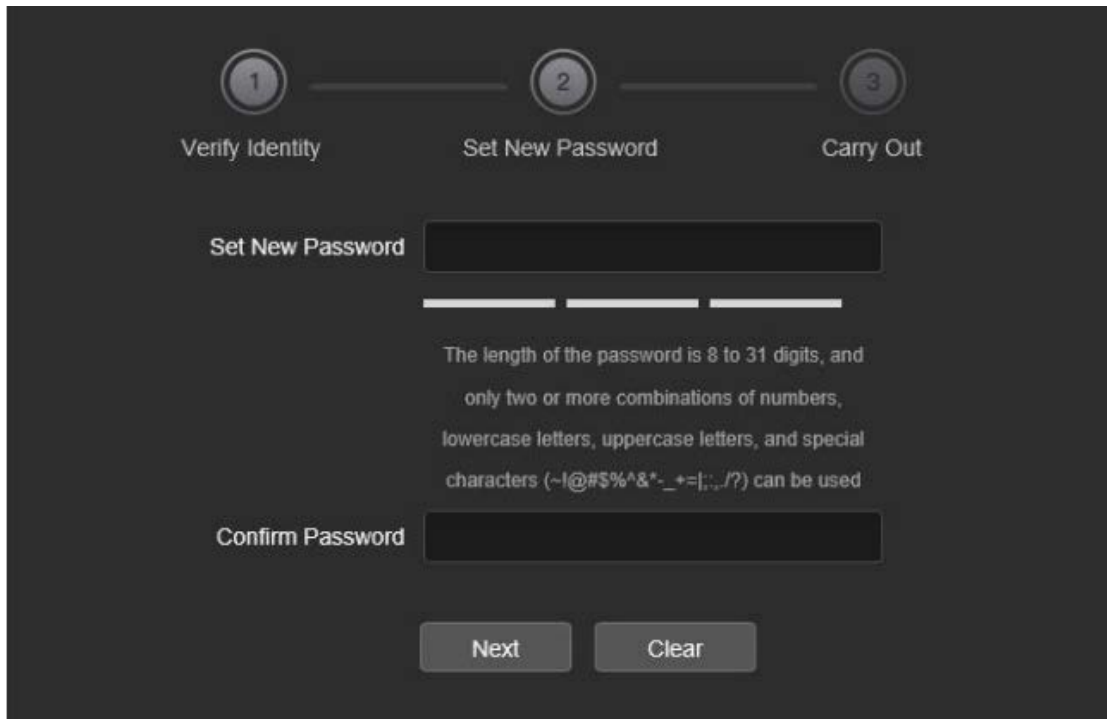 1 2 3
Verify Identity Set New Password Carry Out
Set New Password
The length of the password is 8 to 31 digits, and
only two or more combinations of numbers,
lowercase letters, uppercase letters, and special
characters (~!@#$%^&*-_+=|;:,./?) can be used
Confirm Password
Next Clear